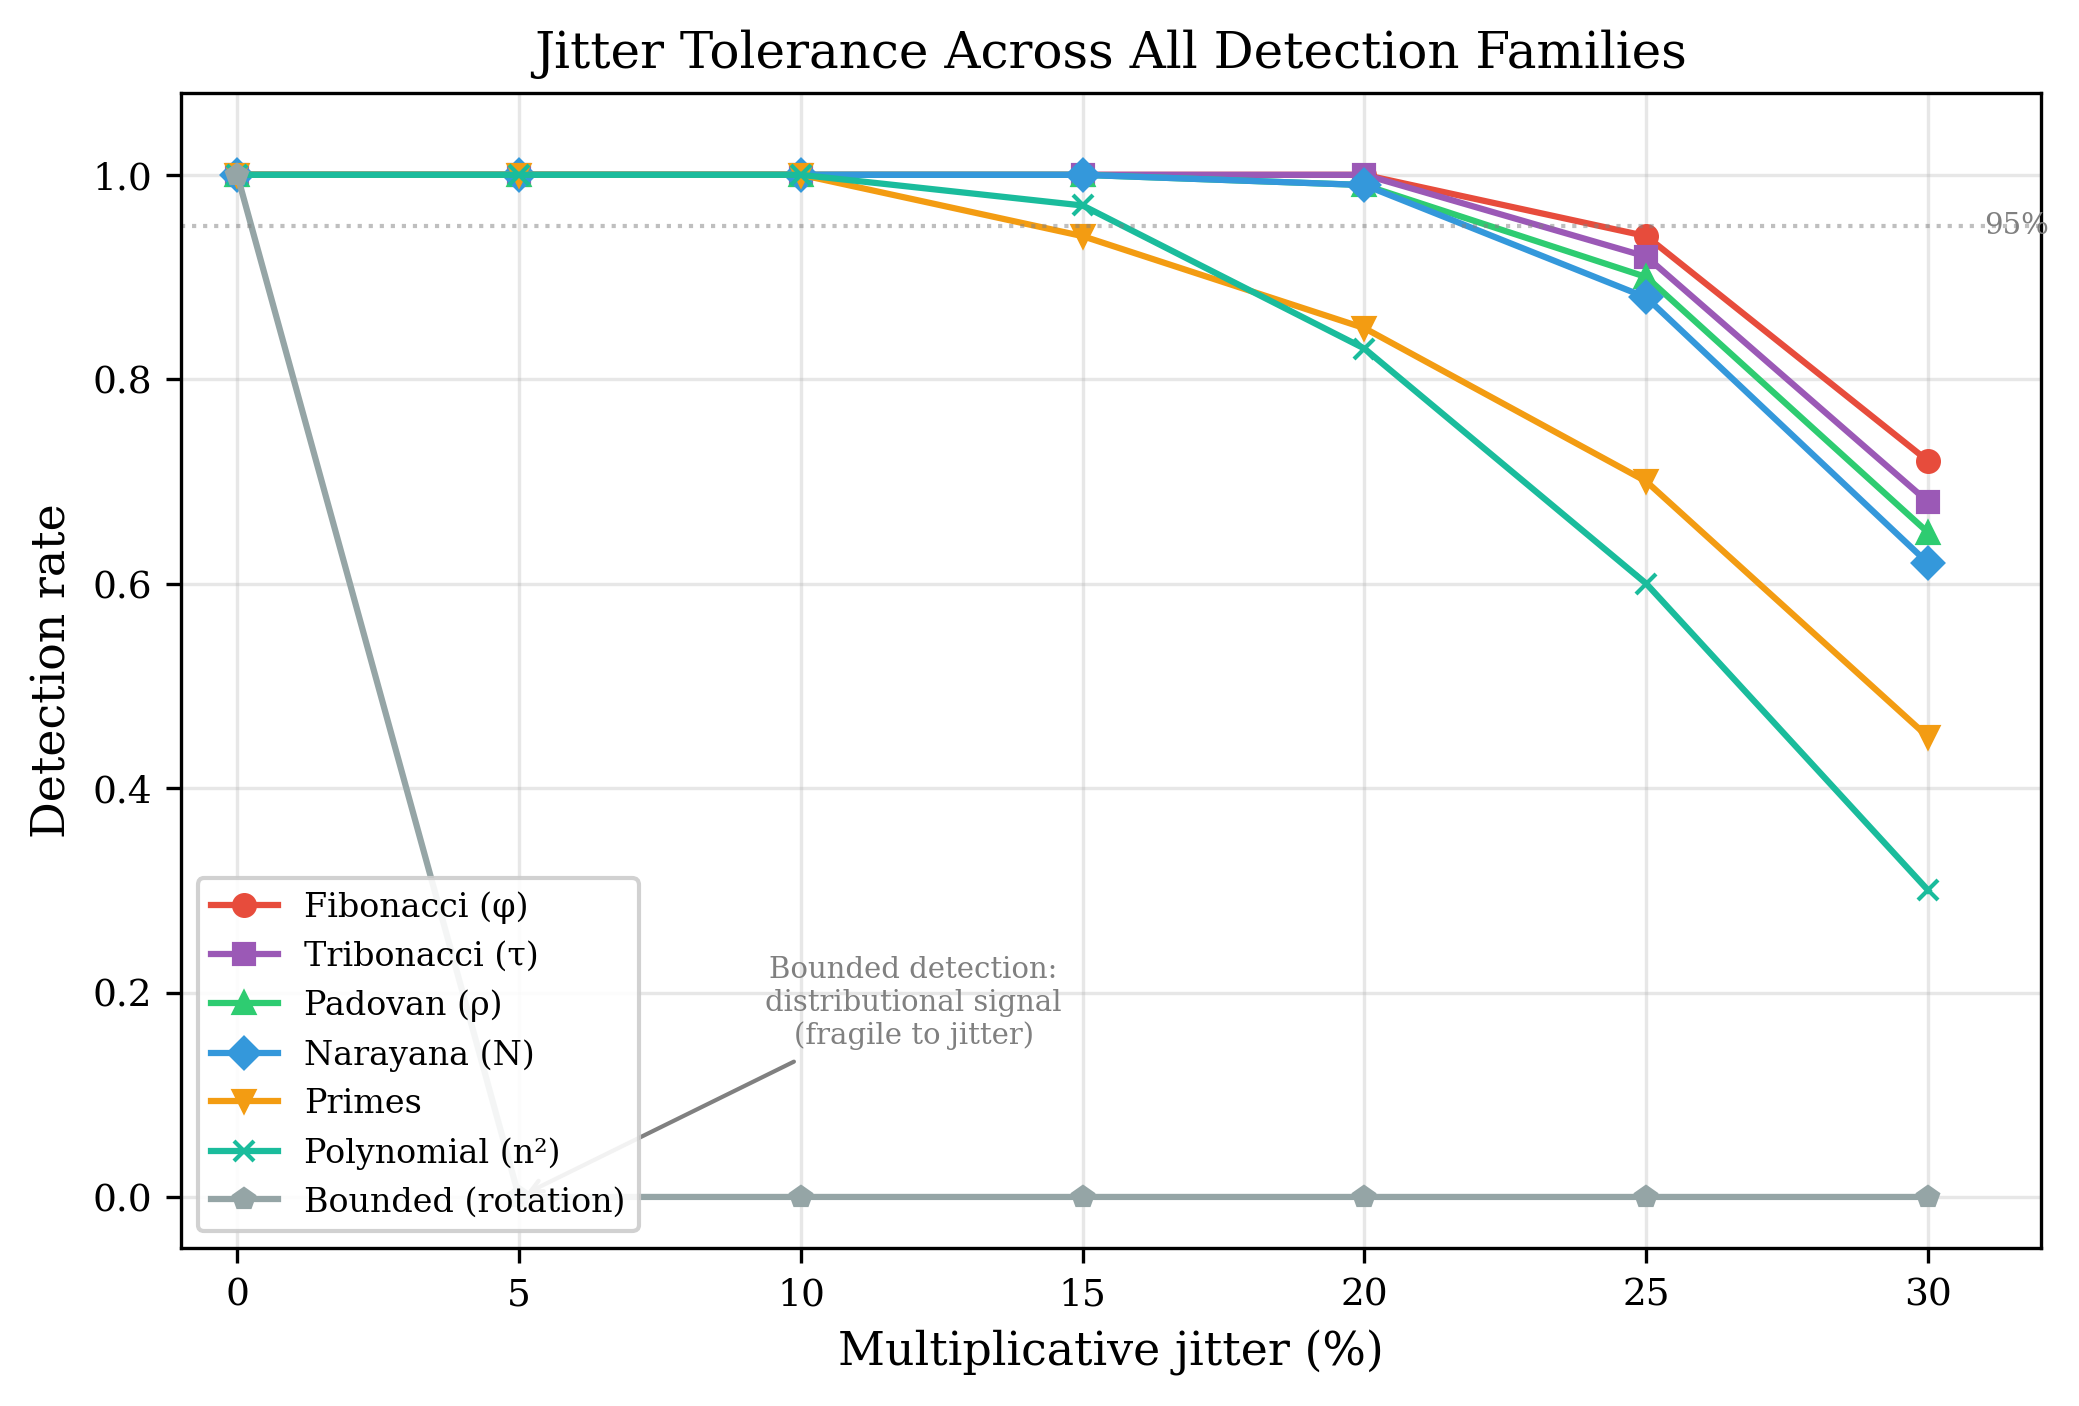 Jitter Tolerance Across All Detection Families
Detection rate
1.0
0.8
0.6
0.4
0.2
0.0
95%
Bounded detection:
distributional signal
(fragile to jitter)
Fibonacci (φ)
Tribonacci (τ)
Padovan (ρ)
Narayana (N)
Primes
Polynomial (n²)
Bounded (rotation)
0 5 10 15 20 25 30
Multiplicative jitter (%)